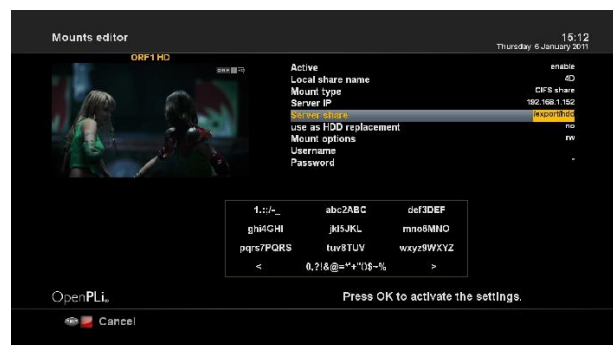 Mounts editor
15:12
Thursday 6 January 2011
ORF1 HD
Active enable
Local share name 4D
Mount type CIFS share
Server IP 192.168.1.152
Server share /export/hdd
use as HDD replacement no
Mount options rw
Username
Password
1.:/-_ abc2ABC def3DEF
ghi4GHI jkl5JKL mno6MNO
pqrs7PQRS tuv8TUV wxyz9WXYZ
< 0,?!&@=*'+"()$~% >
OpenPLi
Press OK to activate the settings.
Cancel